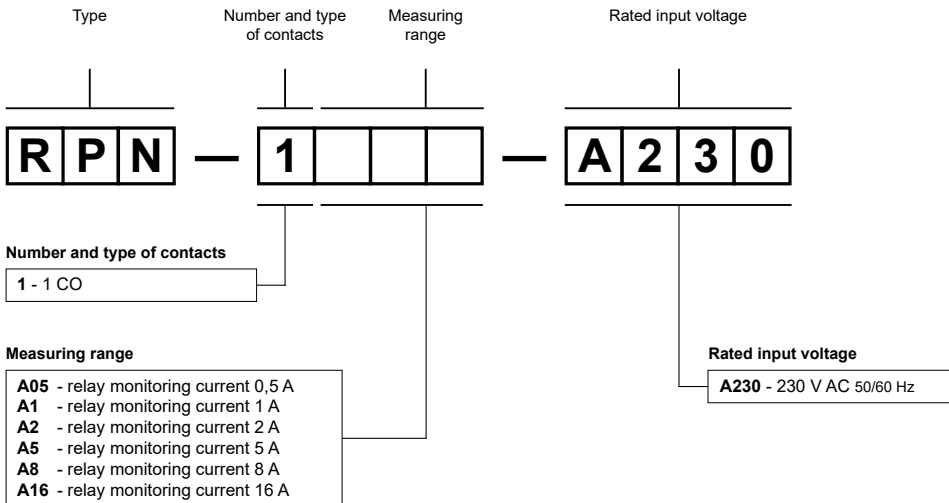 Type
Number and type
of contacts
Measuring
range
Rated input voltage
RPN — 1 — A230
Number and type of contacts
1 - 1 CO
Measuring range
A05 - relay monitoring current 0,5 A
A1 - relay monitoring current 1 A
A2 - relay monitoring current 2 A
A5 - relay monitoring current 5 A
A8 - relay monitoring current 8 A
A16 - relay monitoring current 16 A
Rated input voltage
A230 - 230 V AC 50/60 Hz